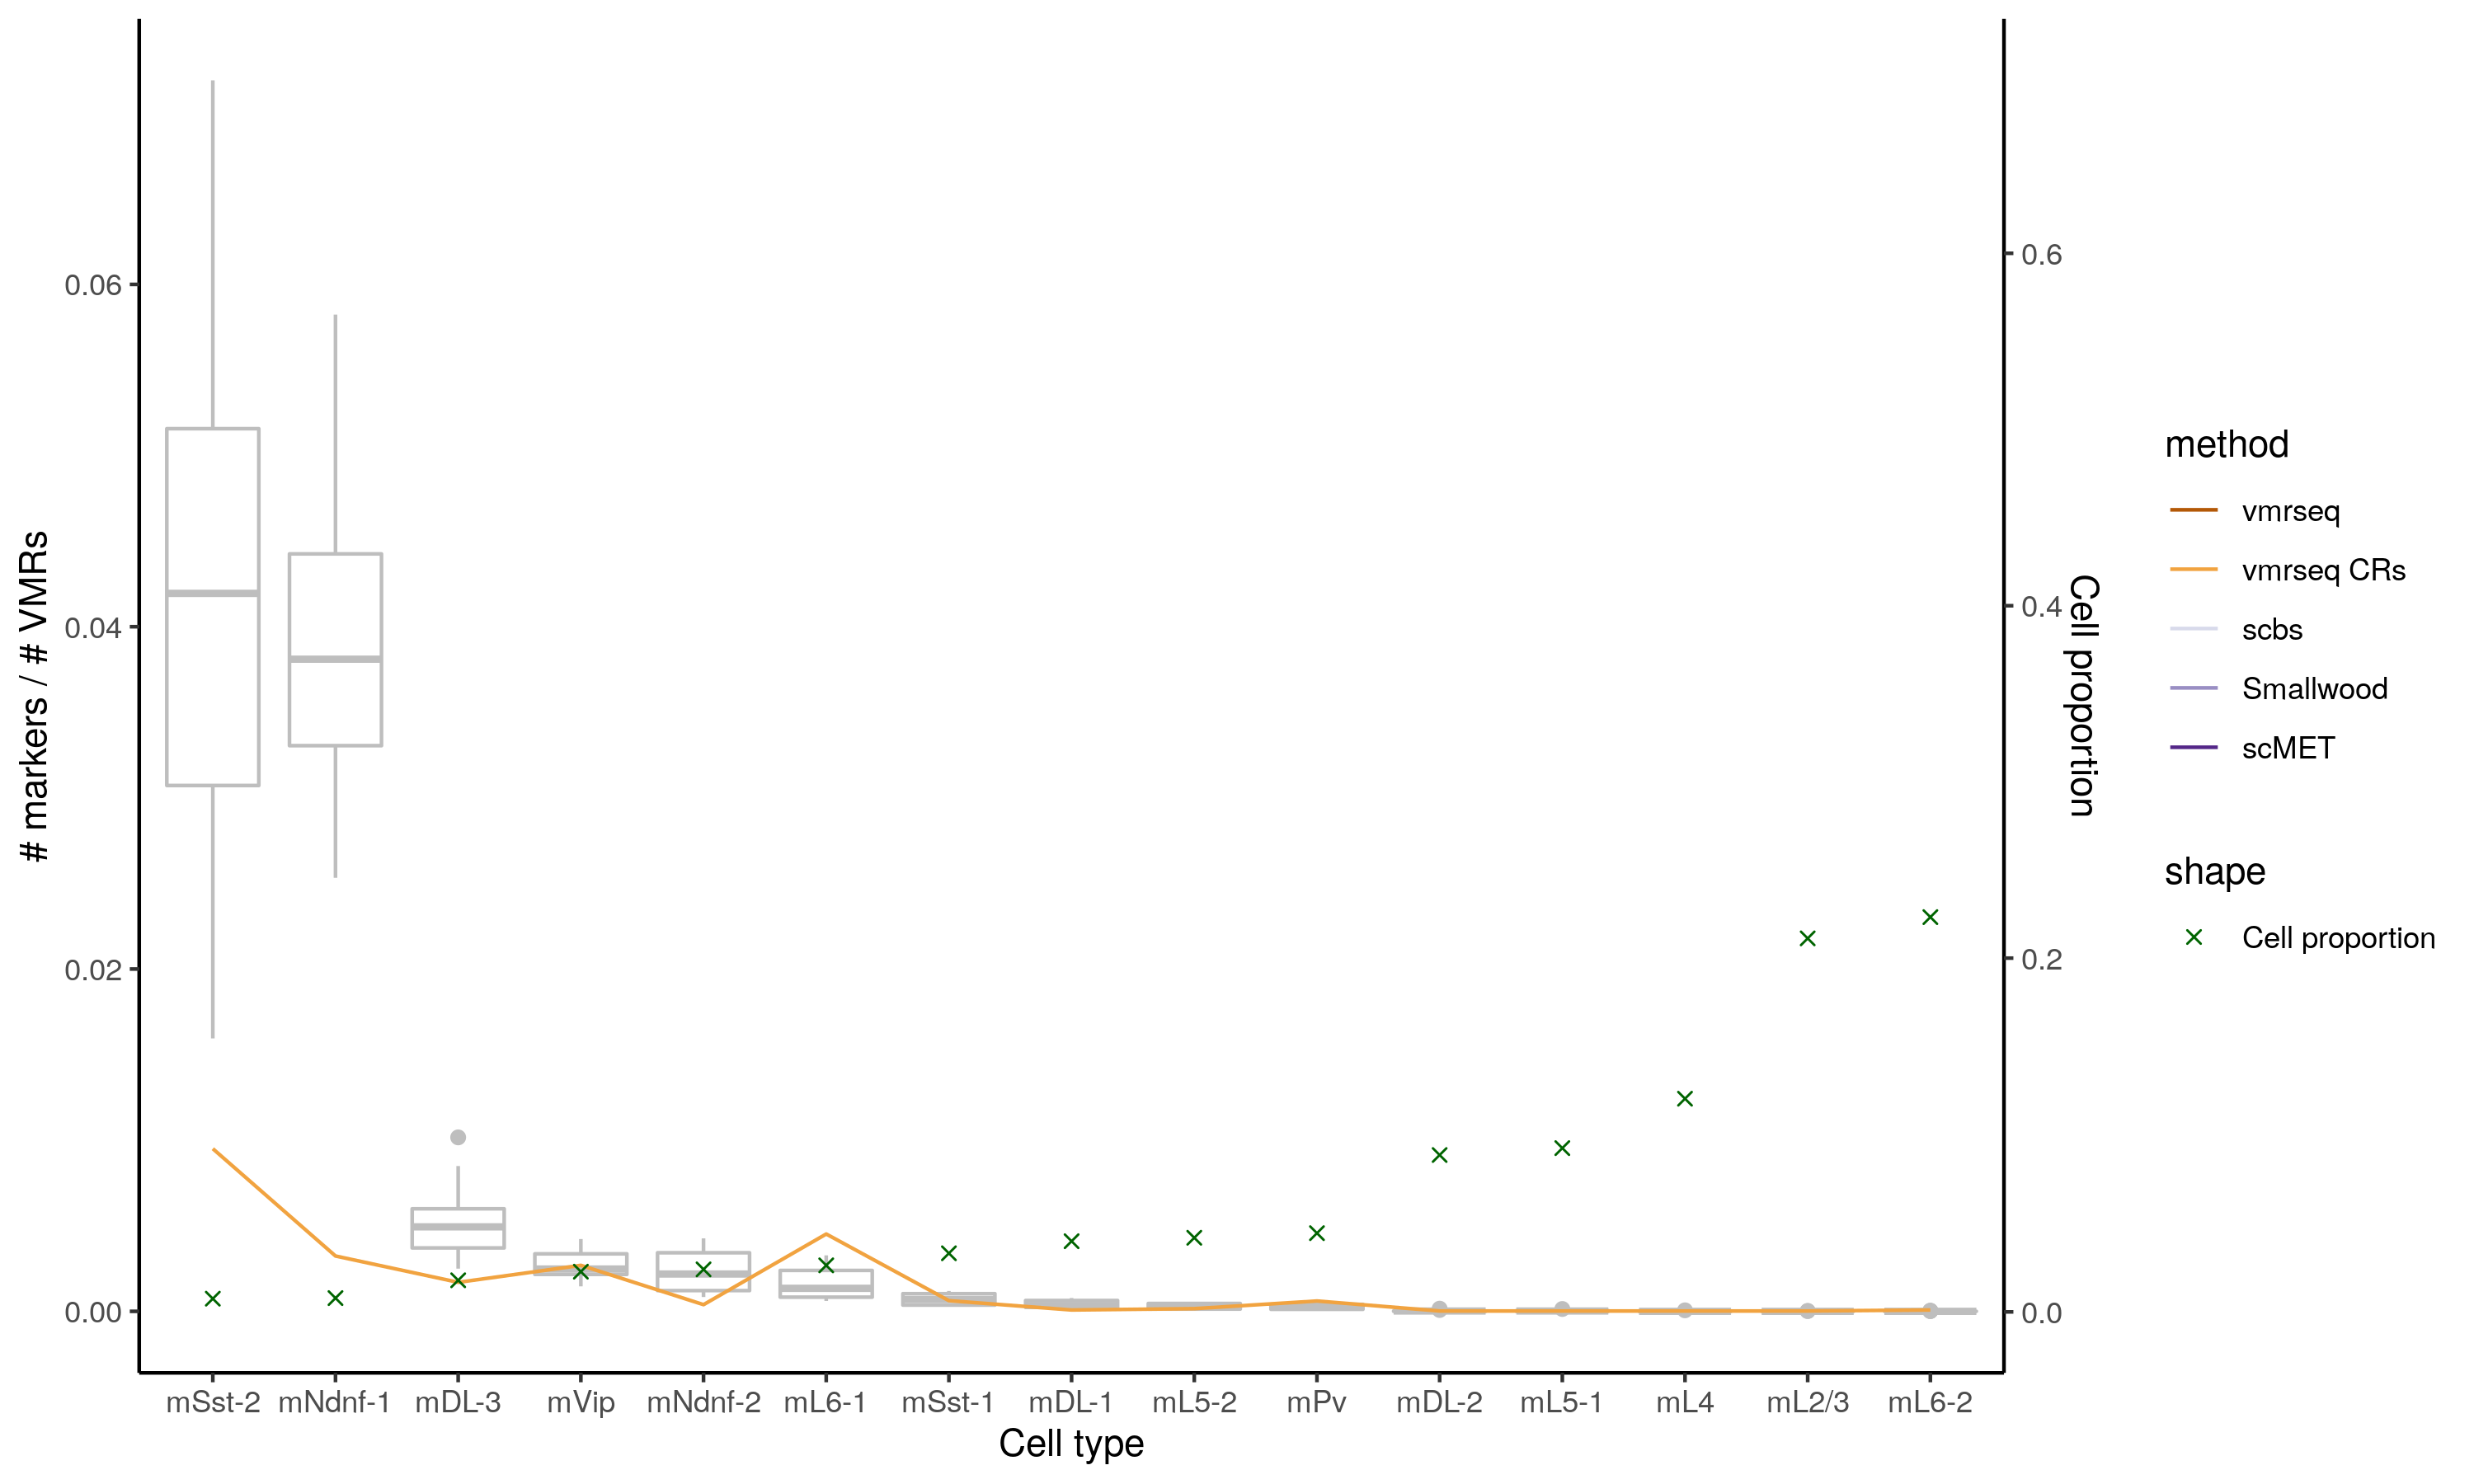 # markers / # VMRs
0.06
0.04
0.02
0.00
mSst-2 mNdnf-1 mDL-3 mVip mNdnf-2 mL6-1 mSst-1 mDL-1 mL5-2 mPv mDL-2 mL5-1 mL4 mL2/3 mL6-2
Cell type
0.6
0.4
0.2
0.0
Cell proportion
method
vmrseq
vmrseq CRs
scbs
Smallwood
scMET
shape
Cell proportion